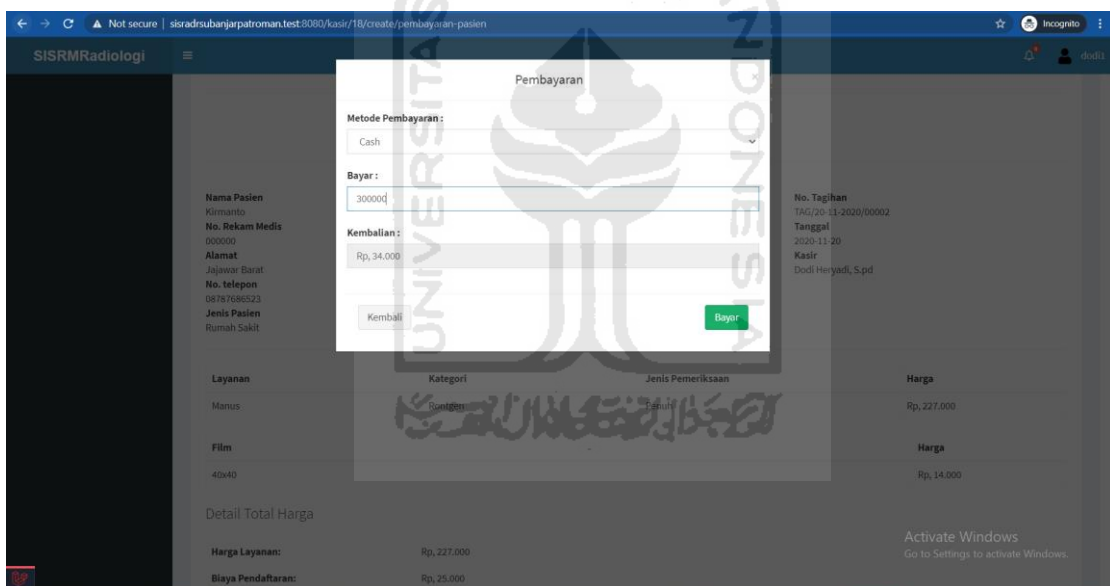 Not secure | sisradrsubanjarpatroman.test:8080/kasir/18/create/pembayaran-pasien
Incognito
SISRMRadiologi
dodit
Pembayaran
Metode Pembayaran :
Cash
Bayar :
300000
Kembalian :
Rp, 34.000
Kembali
Bayar
Nama Pasien
Kirmanto
No. Rekam Medis
000000
Alamat
Jajawar Barat
No. telepon
08787686523
Jenis Pasien
Rumah Sakit
No. Tagihan
TAG/20-11-2020/00002
Tanggal
2020-11-20
Kasir
Dodi Heryadi, S.pd
Layanan Kategori Jenis Pemeriksaan Harga
Manus Rontgen Penuh Rp, 227.000
Film - Harga
40x40 Rp, 14.000
Detail Total Harga
Harga Layanan: Rp, 227.000
Biaya Pendaftaran: Rp, 25.000
Activate Windows
Go to Settings to activate Windows.
UNIVERSITAS
INDONESIA